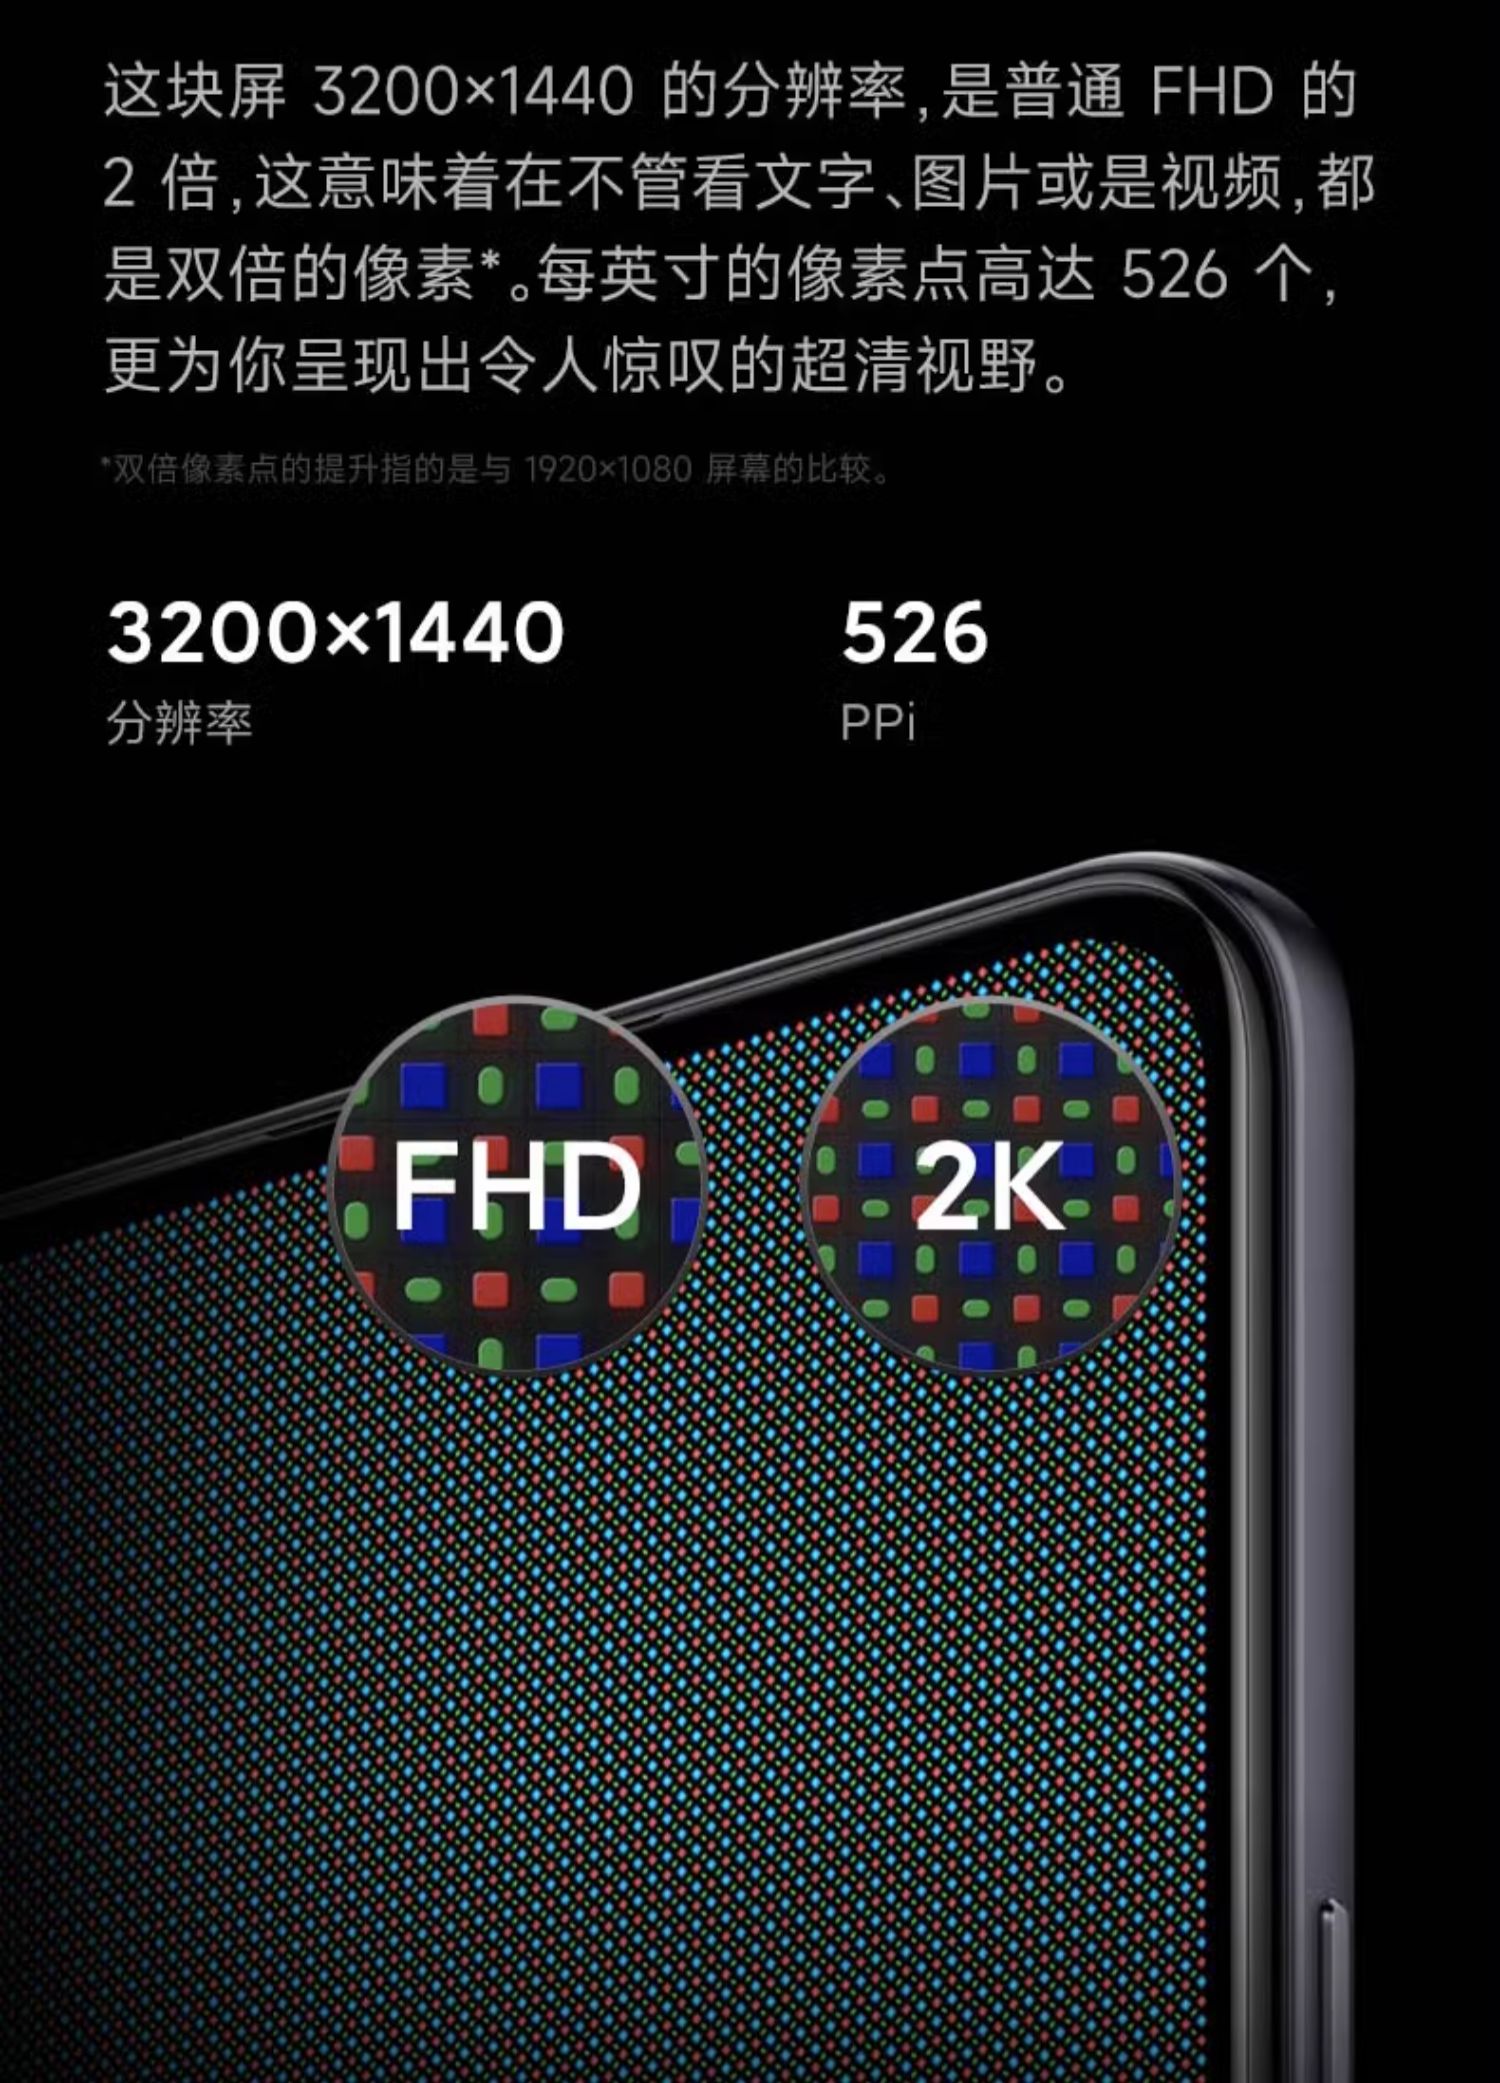 这块屏 3200×1440 的分辨率,是普通 FHD 的
2 倍,这意味着在不管看文字、图片或是视频,都
是双倍的像素*。每英寸的像素点高达 526 个,
更为你呈现出令人惊叹的超清视野。
*双倍像素点的提升指的是与 1920×1080 屏幕的比较。
3200×1440
526
分辨率
PPi
FHD
2K